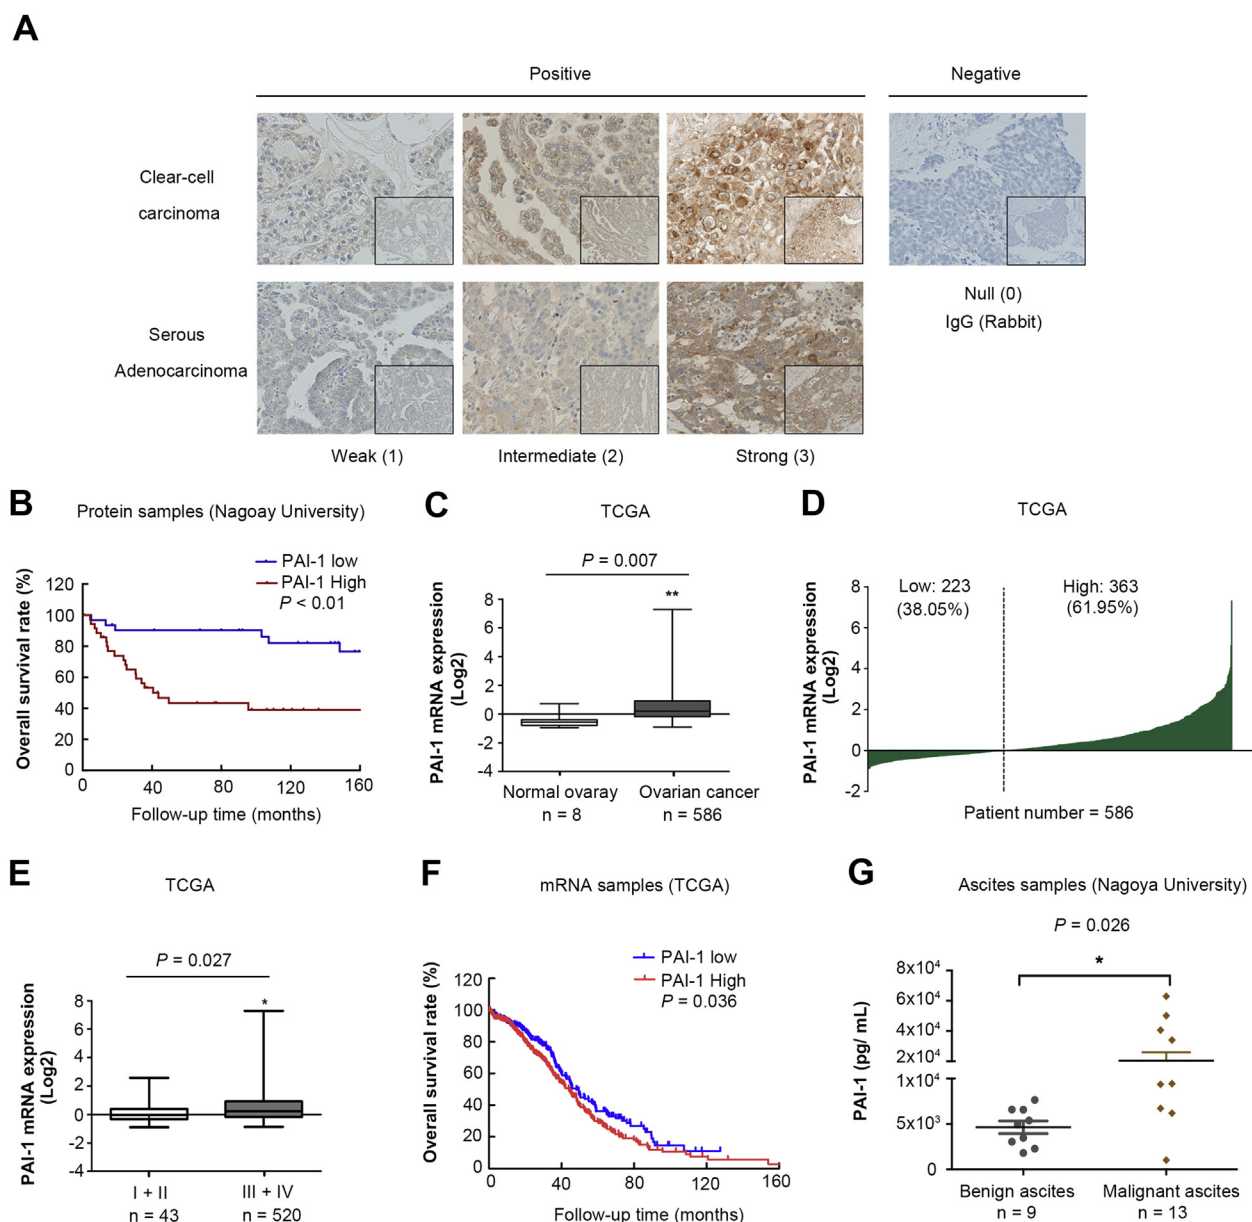 A
Positive
Negative
Clear-cell
carcinoma
Null (0)
IgG (Rabbit)
Serous
Adenocarcinoma
Weak (1)
Intermediate (2)
Strong (3)
B
Protein samples (Nagoay University)
PAI-1 low
PAI-1 High
P < 0.01
Overall survival rate (%)
120
100
80
60
40
20
0
0
40
80
120
160
Follow-up time (months)
C
TCGA
P = 0.007
**
PAI-1 mRNA expression
(Log2)
8
6
4
2
0
-2
-4
Normal ovaray
n = 8
Ovarian cancer
n = 586
D
TCGA
Low: 223
(38.05%)
High: 363
(61.95%)
PAI-1 mRNA expression
(Log2)
8
6
4
2
0
-2
Patient number = 586
E
TCGA
P = 0.027
*
PAI-1 mRNA expression
(Log2)
8
6
4
2
0
-2
-4
I + II
n = 43
III + IV
n = 520
F
mRNA samples (TCGA)
PAI-1 low
PAI-1 High
P = 0.036
Overall survival rate (%)
120
100
80
60
40
20
0
0
40
80
120
160
Follow-up time (months)
G
Ascites samples (Nagoya University)
P = 0.026
*
PAI-1 (pg/ mL)
8x10⁴
6x10⁴
4x10⁴
2x10⁴
1x10⁴
5x10³
0
Benign ascites
n = 9
Malignant ascites
n = 13